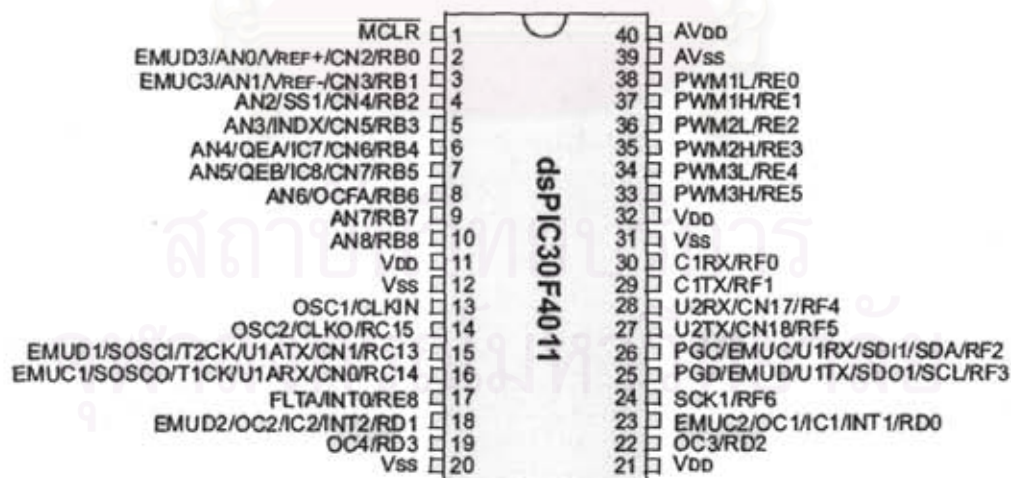 MCLR 1 40 AVDD
EMUD3/AN0/VREF+/CN2/RB0 2 39 AVss
EMUC3/AN1/VREF-/CN3/RB1 3 38 PWM1L/RE0
AN2/SS1/CN4/RB2 4 37 PWM1H/RE1
AN3/INDX/CN5/RB3 5 36 PWM2L/RE2
AN4/QEA/IC7/CN6/RB4 6 35 PWM2H/RE3
AN5/QEB/IC8/CN7/RB5 7 34 PWM3L/RE4
AN6/OCFA/RB6 8 33 PWM3H/RE5
AN7/RB7 9 32 VDD
AN8/RB8 10 31 Vss
VDD 11 30 C1RX/RF0
Vss 12 29 C1TX/RF1
OSC1/CLKIN 13 28 U2RX/CN17/RF4
OSC2/CLKO/RC15 14 27 U2TX/CN18/RF5
EMUD1/SOSCI/T2CK/U1ATX/CN1/RC13 15 26 PGC/EMUC/U1RX/SDI1/SDA/RF2
EMUC1/SOSCO/T1CK/U1ARX/CN0/RC14 16 25 PGD/EMUD/U1TX/SDO1/SCL/RF3
FLTA/INT0/RE8 17 24 SCK1/RF6
EMUD2/OC2/IC2/INT2/RD1 18 23 EMUC2/OC1/IC1/INT1/RD0
OC4/RD3 19 22 OC3/RD2
Vss 20 21 VDD
dsPIC30F4011